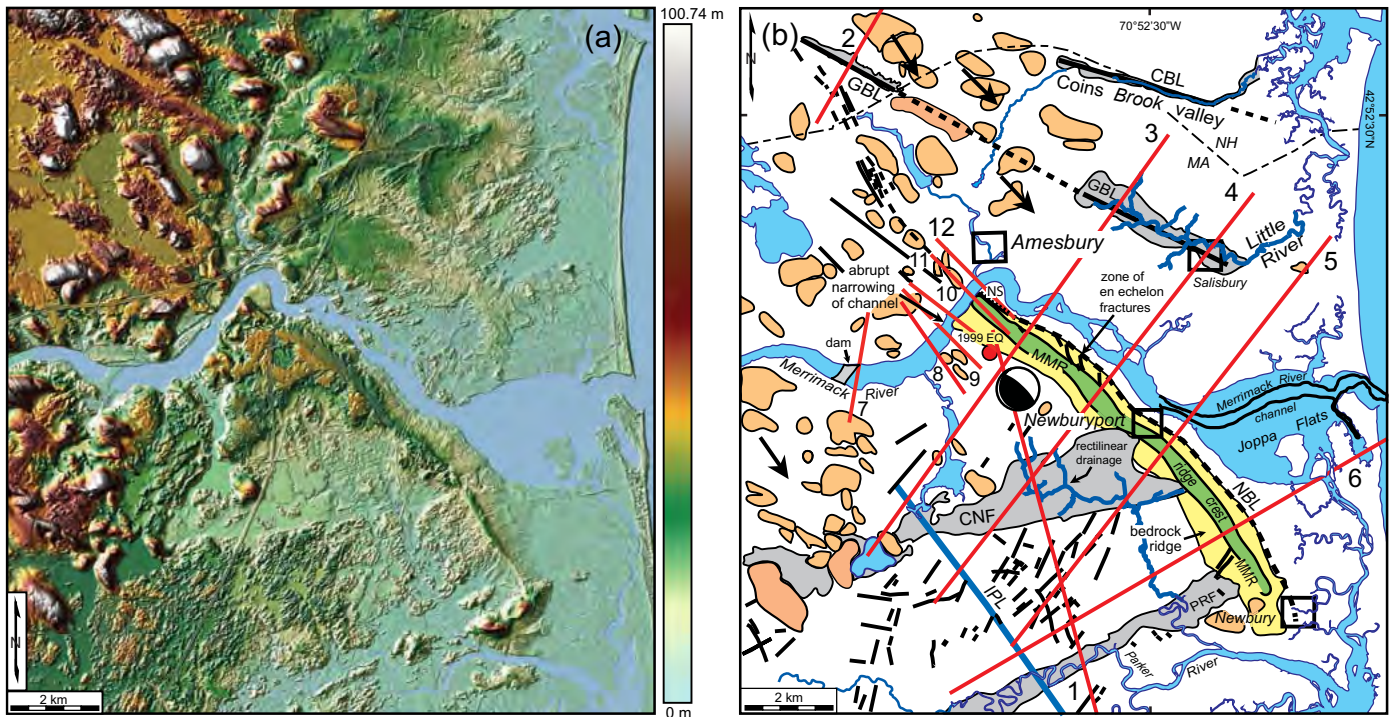 100.74 m
(a)
N
2 km
0 m
(b)
70°52'30"W
N
2
GBL
CBL
Coins Brook valley
42°52'30"N
3
NH
MA
4
GBL
12
Amesbury
Little
River
5
11
abrupt
narrowing
of channel
10
zone of
en echelon
fractures
Salisbury
NS
dam
1999 EQ
MMR
8
9
Merrimack River
7
Merrimack River
channel
Joppa Flats
Newburyport
rectilinear
drainage
ridge crest
NBL
6
CNF
bedrock
ridge
MMR
IPL
PRF
Newbury
Parker
River
1
2 km